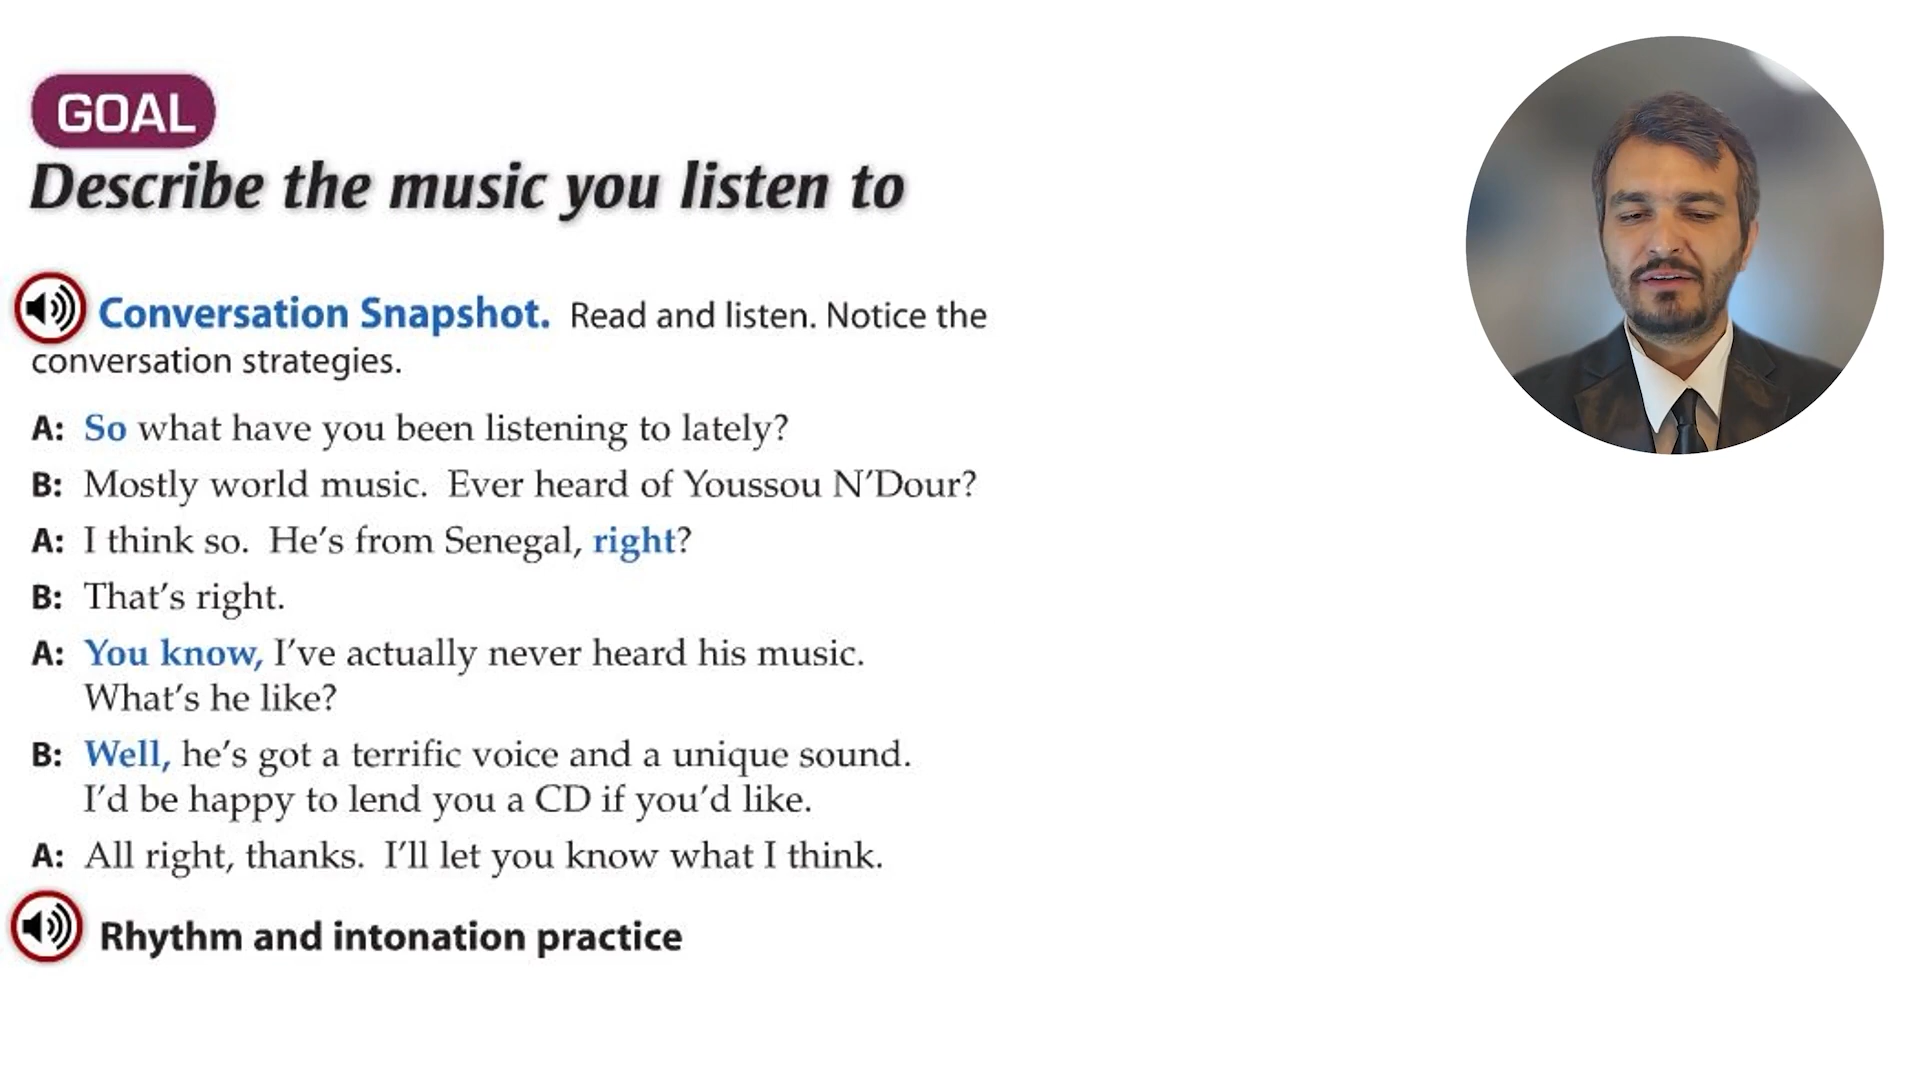 GOAL
Describe the music you listen to
Conversation Snapshot. Read and listen. Notice the
conversation strategies.
A: So what have you been listening to lately?
B: Mostly world music. Ever heard of Youssou N’Dour?
A: I think so. He’s from Senegal, right?
B: That’s right.
A: You know, I’ve actually never heard his music.
What’s he like?
B: Well, he’s got a terrific voice and a unique sound.
I’d be happy to lend you a CD if you’d like.
A: All right, thanks. I’ll let you know what I think.
Rhythm and intonation practice